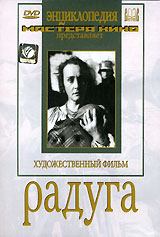 DVD
ЭНЦИКЛОПЕДИЯ
МАСТЕРА КИНО
представляет
ХУДОЖЕСТВЕННЫЙ ФИЛЬМ
радуга